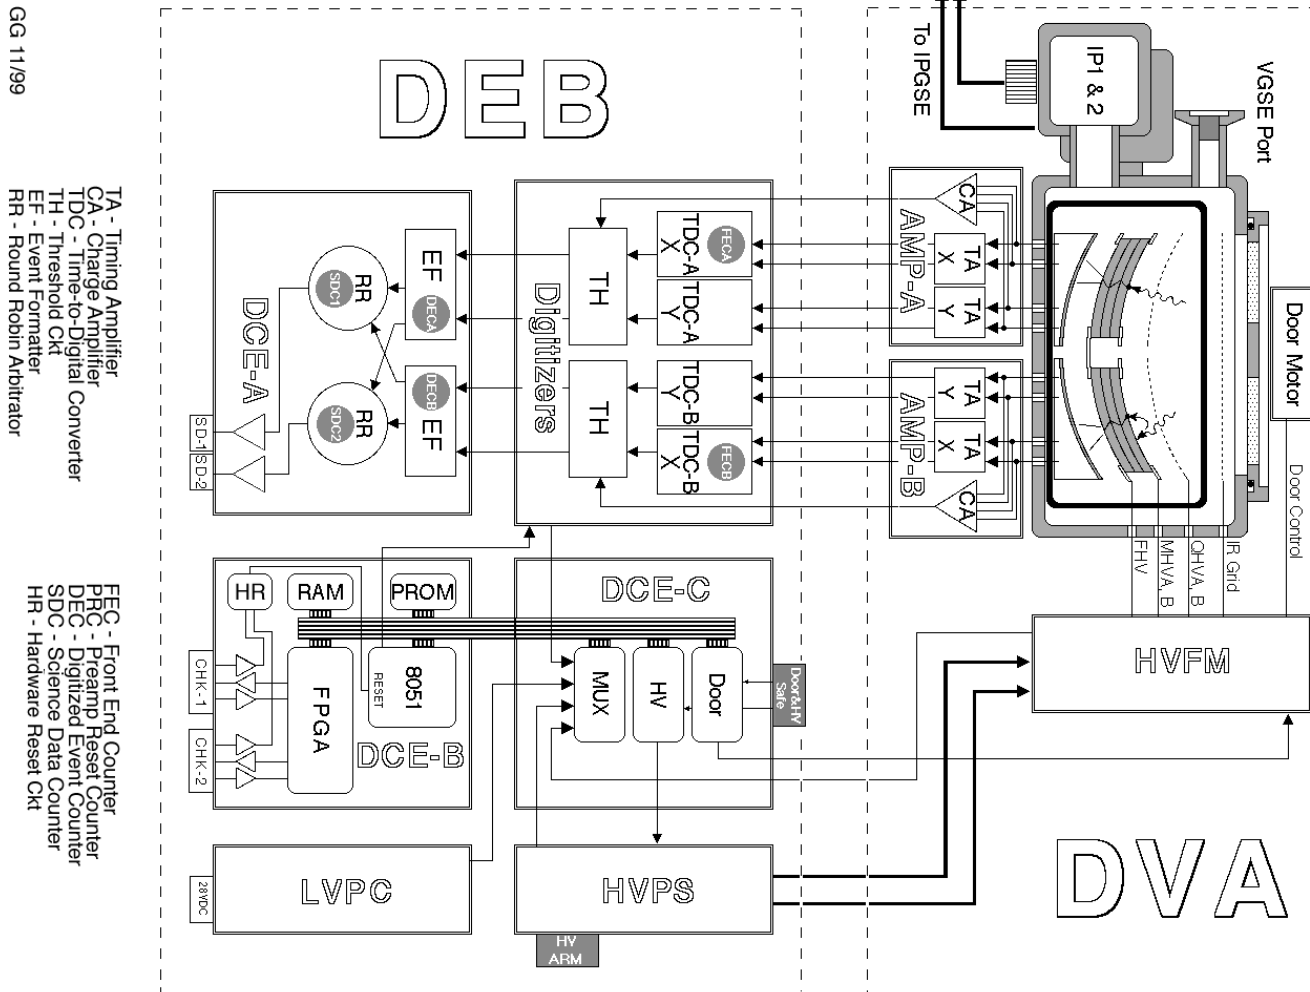 GG 11/99
TA - Timing Amplifier
CA - Charge Amplifier
TDC - Time-to-Digital Converter
TH - Threshold Ckt
EF - Event Formatter
RR - Round Robin Arbitrator
FEC - Front End Counter
PRC - Preamp Reset Counter
DEC - Digitized Event Counter
SDC - Science Data Counter
HR - Hardware Reset Ckt
DEB
DCE-A
RR
SDC1
RR
SDC2
EF
DECA
DECB
EF
SD-1
SD-2
Digitizers
TH
TH
TDC-A
X
FECA
TDC-A
Y
TDC-B
Y
TDC-B
X
FECB
AMP-A
CA
TA
X
TA
Y
AMP-B
TA
Y
TA
X
CA
To IPGSE
IP1 & 2
VGSE Port
Door Motor
Door Control
IR Grid
QHVA, B
MHVA, B
FHV
HVFM
DVA
HR
RAM
PROM
FPGA
8051
RESET
DCE-B
CHK-1
CHK-2
DCE-C
MUX
HV
Door
Door&HV
Safe
LVPC
28VDC
HVPS
HV
ARM